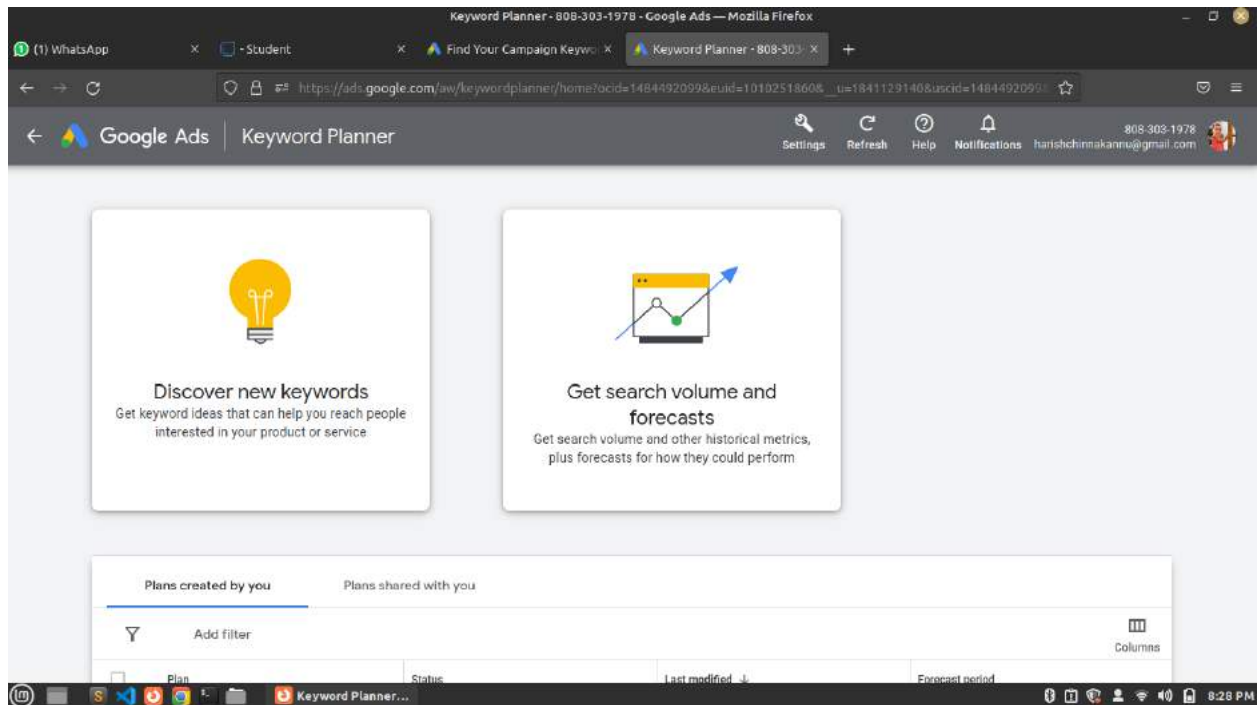 Keyword Planner - 808-303-1978 - Google Ads — Mozilla Firefox
(1) WhatsApp
- Student
Find Your Campaign Keywo
Keyword Planner - 808-303-
https://ads.google.com/aw/keywordplanner/home?ocid=1484492099&euid=1010251860&__u=1841129140&uscid=1484492099
Google Ads
Keyword Planner
Settings
Refresh
Help
Notifications
808-303-1978
harishchinnakannu@gmail.com
Discover new keywords
Get keyword ideas that can help you reach people
interested in your product or service
Get search volume and
forecasts
Get search volume and other historical metrics,
plus forecasts for how they could perform
Plans created by you
Plans shared with you
Add filter
Columns
Plan
Status
Last modified
Forecast period
Keyword Planner...
8:28 PM